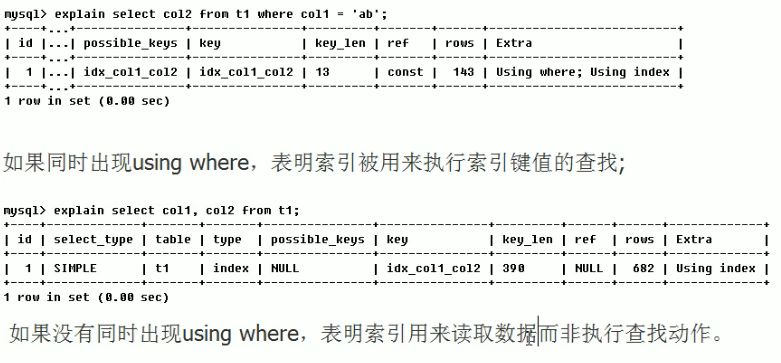 mysql> explain select col2 from t1 where col1 = 'ab';
+----+...+---------------+---------------+---------+-------+------+--------------------------+
| id |...| possible_keys | key | key_len | ref | rows | Extra |
+----+...+---------------+---------------+---------+-------+------+--------------------------+
| 1 |...| idx_col1_col2 | idx_col1_col2 | 13 | const | 143 | Using where; Using index |
+----+...+---------------+---------------+---------+-------+------+--------------------------+
1 row in set (0.00 sec)
如果同时出现using where，表明索引被用来执行索引键值的查找;
mysql> explain select col1, col2 from t1;
+----+-------------+-------+-------+---------------+---------------+---------+------+------+-------------+
| id | select_type | table | type | possible_keys | key | key_len | ref | rows | Extra |
+----+-------------+-------+-------+---------------+---------------+---------+------+------+-------------+
| 1 | SIMPLE | t1 | index | NULL | idx_col1_col2 | 390 | NULL | 682 | Using index |
+----+-------------+-------+-------+---------------+---------------+---------+------+------+-------------+
1 row in set (0.00 sec)
如果没有同时出现using where，表明索引用来读取数据而非执行查找动作。